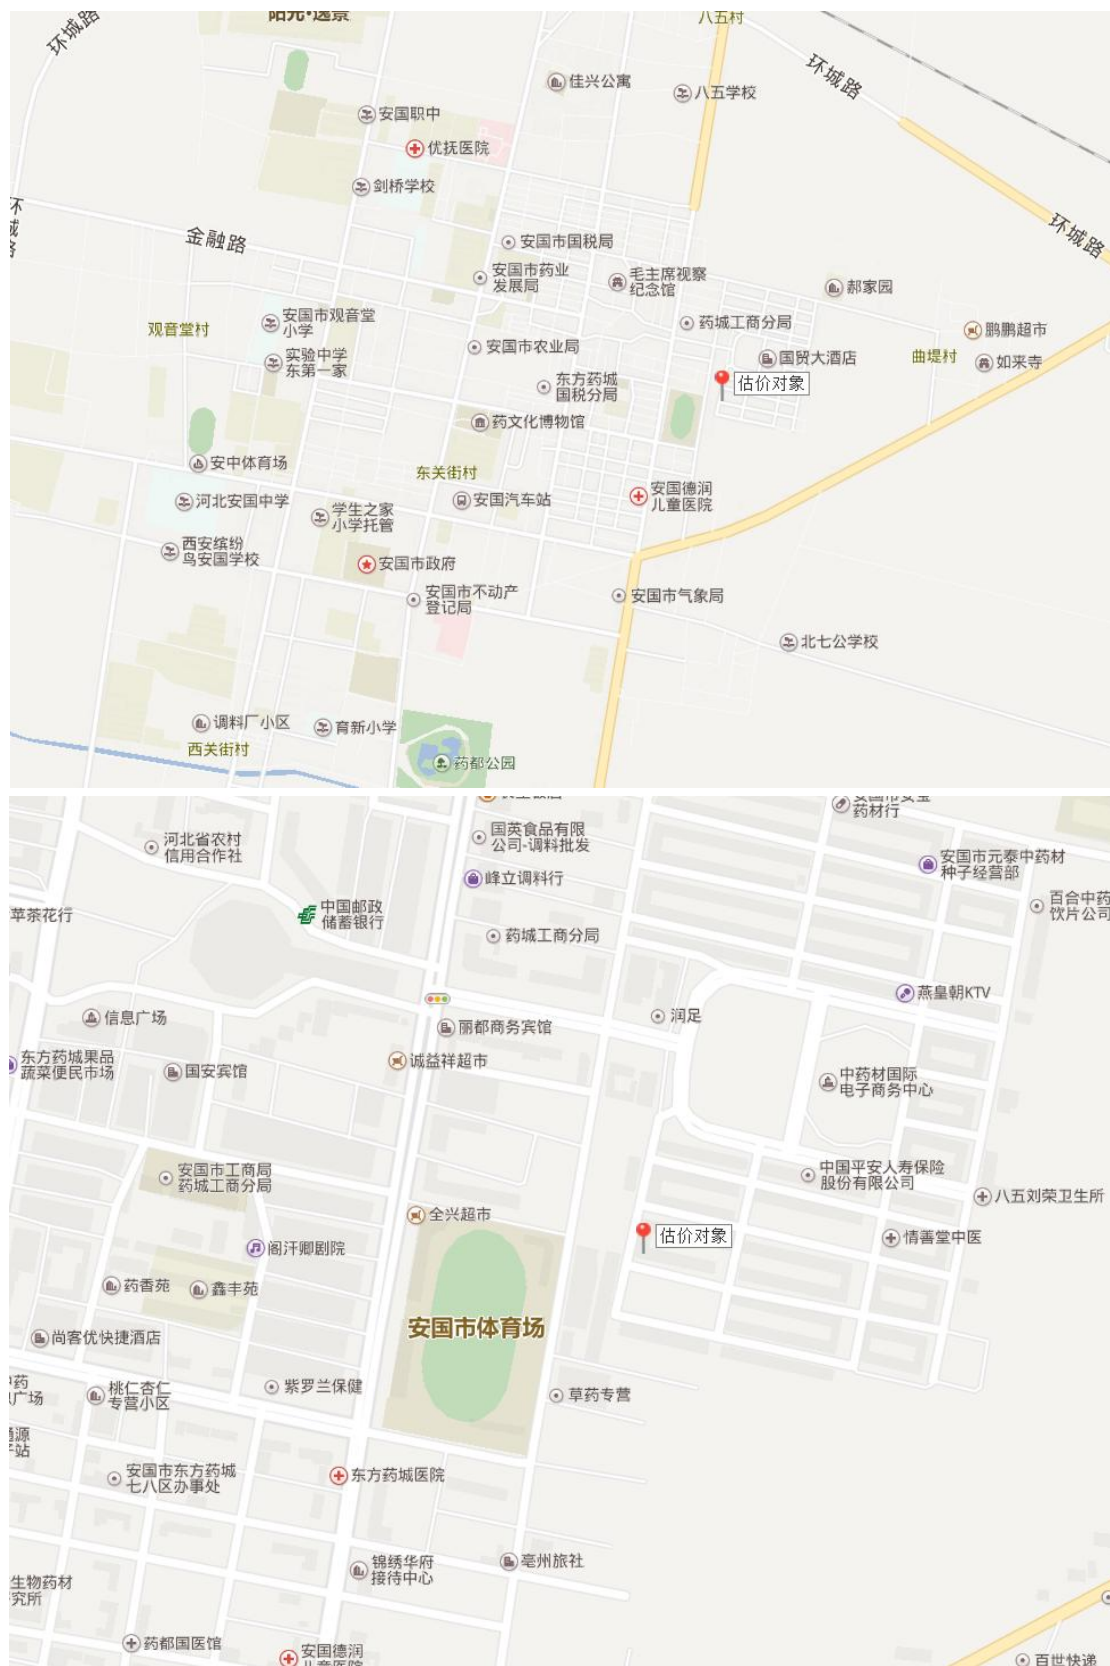 阳光·逸景
八五村
环城路
环城路
佳兴公寓
八五学校
安国职中
优抚医院
剑桥学校
环城路
环城路
金融路
安国市国税局
安国市药业
发展局
毛主席视察
纪念馆
郝家园
安国市观音堂
小学
观音堂村
药城工商分局
鹏鹏超市
实验中学
东第一家
安国市农业局
国贸大酒店
曲堤村
如来寺
东方药城
国税分局
估价对象
药文化博物馆
安中体育场
东关街村
河北安国中学
安国汽车站
安国德润
儿童医院
学生之家
小学托管
西安缤纷
鸟安国学校
安国市政府
安国市不动产
登记局
安国市气象局
北七公学校
调料厂小区
育新小学
西关街村
药都公园
药材行
国英食品有限
公司-调料批发
河北省农村
信用合作社
安国市元泰中药材
种子经营部
峰立调料行
苹茶花行
中国邮政
储蓄银行
百合中药
饮片公司
药城工商分局
燕皇朝KTV
信息广场
丽都商务宾馆
润足
东方药城果品
蔬菜便民市场
国安宾馆
诚益祥超市
中药材国际
电子商务中心
安国市工商局
药城工商分局
中国平安人寿保险
股份有限公司
八五刘荣卫生所
全兴超市
估价对象
情善堂中医
阁汗卿剧院
药香苑
鑫丰苑
安国市体育场
尚客优快捷酒店
中药
广场
桃仁杏仁
专营小区
紫罗兰保健
草药专营
通源
站
安国市东方药城
七八区办事处
东方药城医院
锦绣华府
接待中心
亳州旅社
生物药材
究所
药都国医馆
安国德润
百世快递